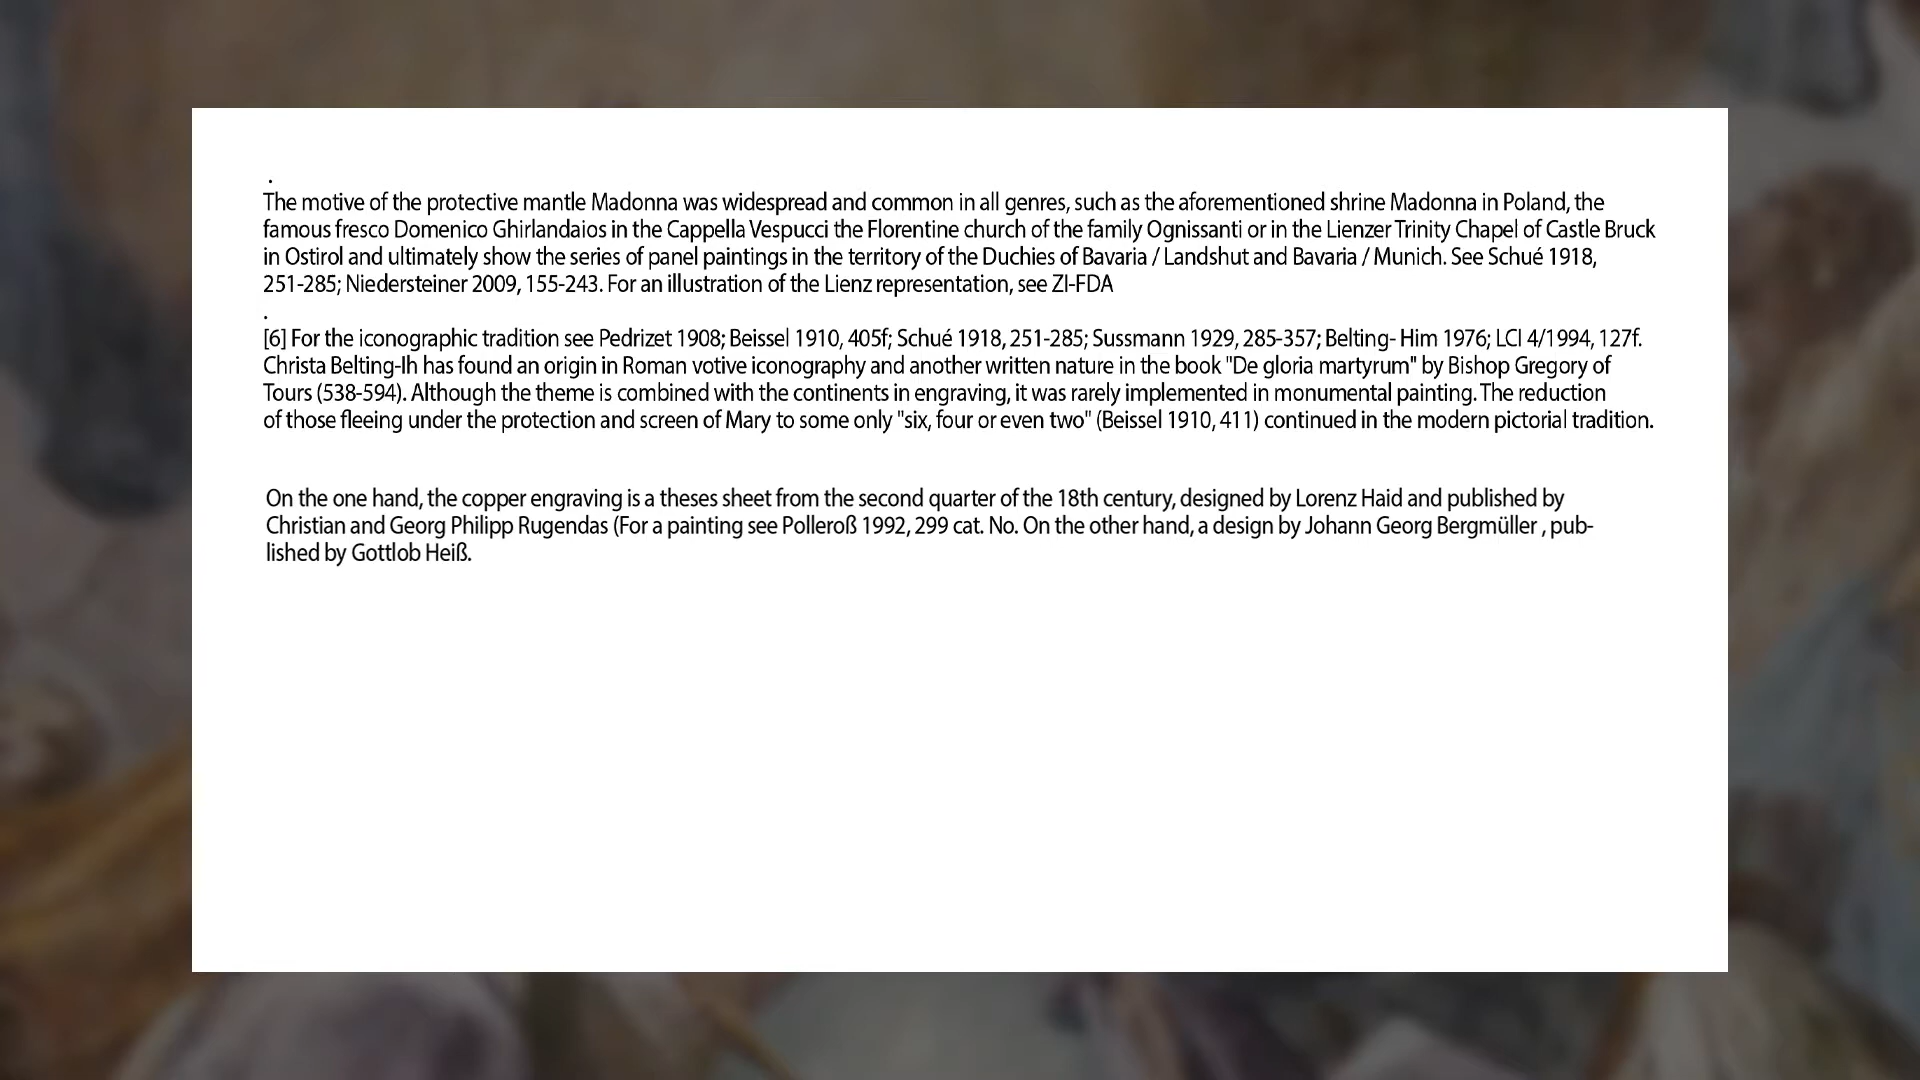 .
The motive of the protective mantle Madonna was widespread and common in all genres, such as the aforementioned shrine Madonna in Poland, the
famous fresco Domenico Ghirlandaios in the Cappella Vespucci the Florentine church of the family Ognissanti or in the Lienzer Trinity Chapel of Castle Bruck
in Ostirol and ultimately show the series of panel paintings in the territory of the Duchies of Bavaria / Landshut and Bavaria / Munich. See Schué 1918,
251-285; Niedersteiner 2009, 155-243. For an illustration of the Lienz representation, see ZI-FDA
.
[6] For the iconographic tradition see Pedrizet 1908; Beissel 1910, 405f; Schué 1918, 251-285; Sussmann 1929, 285-357; Belting- Him 1976; LCI 4/1994, 127f.
Christa Belting-Ih has found an origin in Roman votive iconography and another written nature in the book "De gloria martyrum" by Bishop Gregory of
Tours (538-594). Although the theme is combined with the continents in engraving, it was rarely implemented in monumental painting. The reduction
of those fleeing under the protection and screen of Mary to some only "six, four or even two" (Beissel 1910, 411) continued in the modern pictorial tradition.
On the one hand, the copper engraving is a theses sheet from the second quarter of the 18th century, designed by Lorenz Haid and published by
Christian and Georg Philipp Rugendas (For a painting see Polleroß 1992, 299 cat. No. On the other hand, a design by Johann Georg Bergmüller , pub-
lished by Gottlob Heiß.